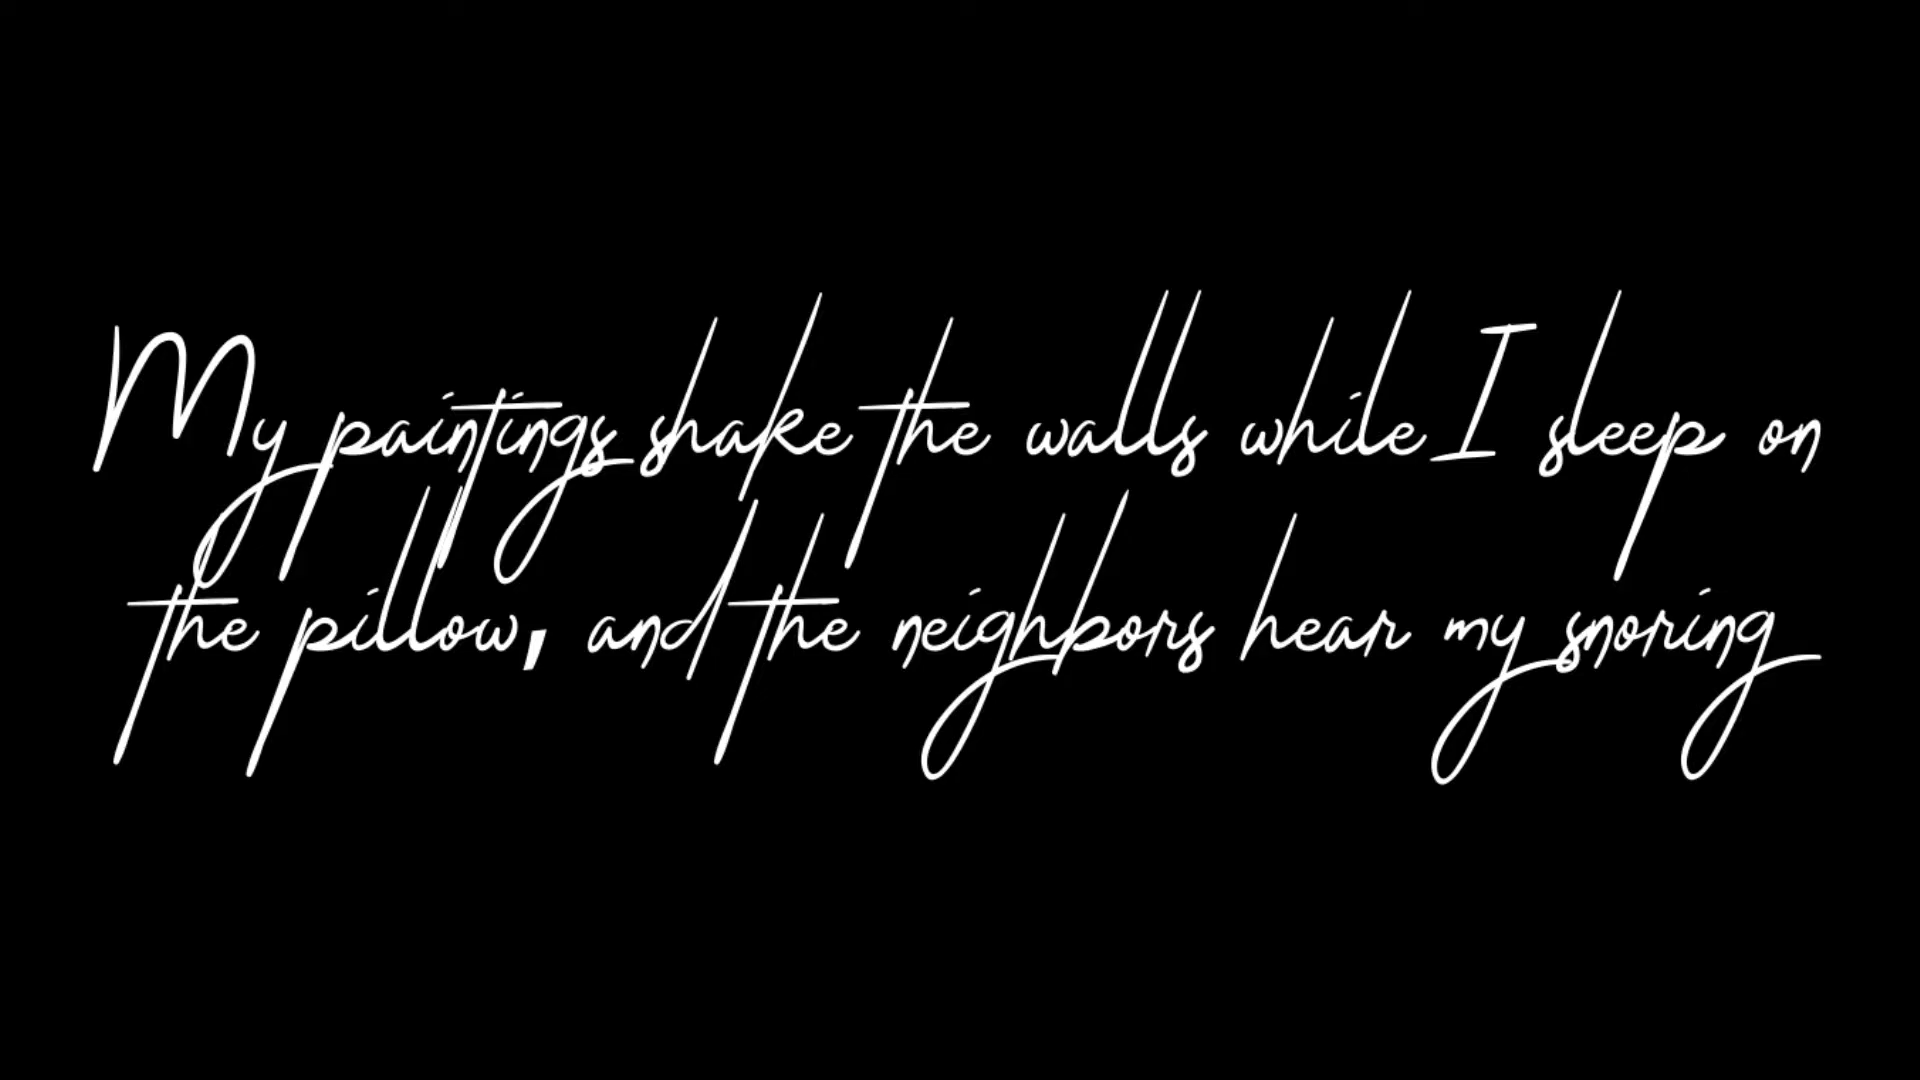 My paintings shake the walls while I sleep on
the pillow, and the neighbors hear my snoring